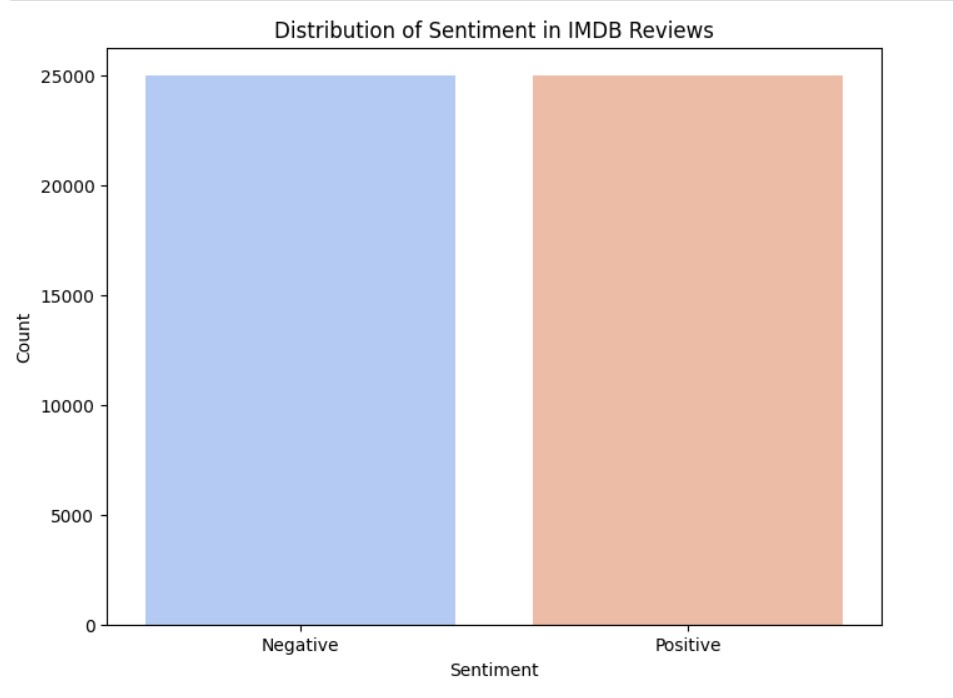 Distribution of Sentiment in IMDB Reviews
25000
20000
15000
10000
5000
0
Count
Negative Positive
Sentiment